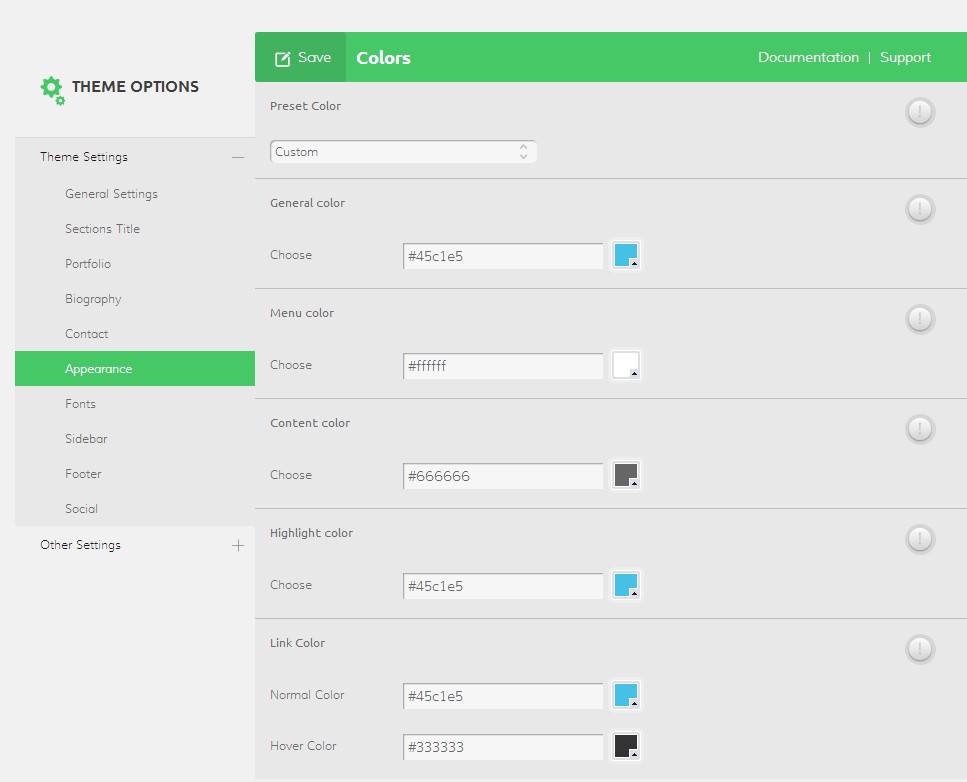 THEME OPTIONS
Theme Settings
General Settings
Sections Title
Portfolio
Biography
Contact
Appearance
Fonts
Sidebar
Footer
Social
Other Settings
Save
Colors
Documentation | Support
Preset Color
Custom
General color
Choose
#45c1e5
Menu color
Choose
#ffffff
Content color
Choose
#666666
Highlight color
Choose
#45c1e5
Link Color
Normal Color
#45c1e5
Hover Color
#333333